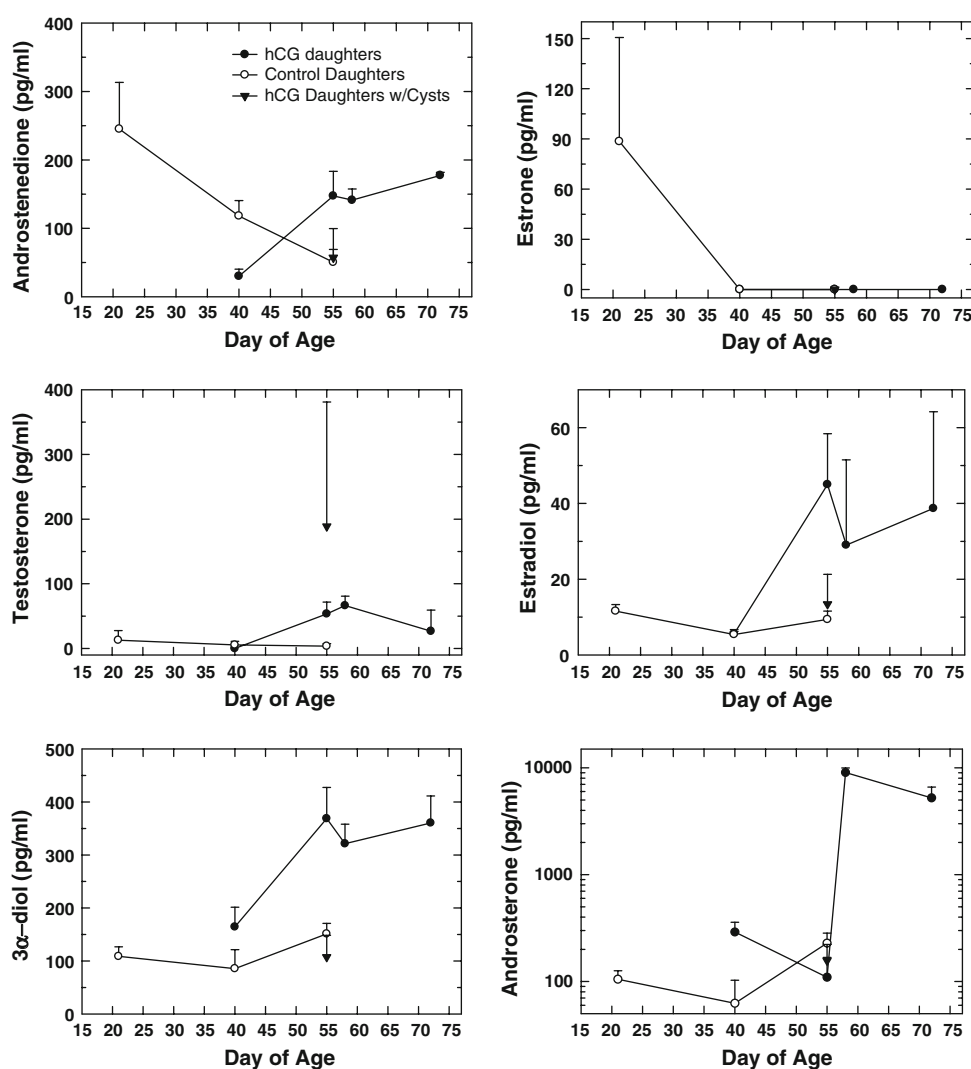 400
300
200
100
0
Androstenedione (pg/ml)
hCG daughters
Control Daughters
hCG Daughters w/Cysts
15 20 25 30 35 40 45 50 55 60 65 70 75
Day of Age
150
120
90
60
30
0
Estrone (pg/ml)
15 20 25 30 35 40 45 50 55 60 65 70 75
Day of Age
400
300
200
100
0
Testosterone (pg/ml)
15 20 25 30 35 40 45 50 55 60 65 70 75
Day of Age
60
40
20
0
Estradiol (pg/ml)
15 20 25 30 35 40 45 50 55 60 65 70 75
Day of Age
500
400
300
200
100
0
3α–diol (pg/ml)
15 20 25 30 35 40 45 50 55 60 65 70 75
Day of Age
10000
1000
100
Androsterone (pg/ml)
15 20 25 30 35 40 45 50 55 60 65 70 75
Day of Age